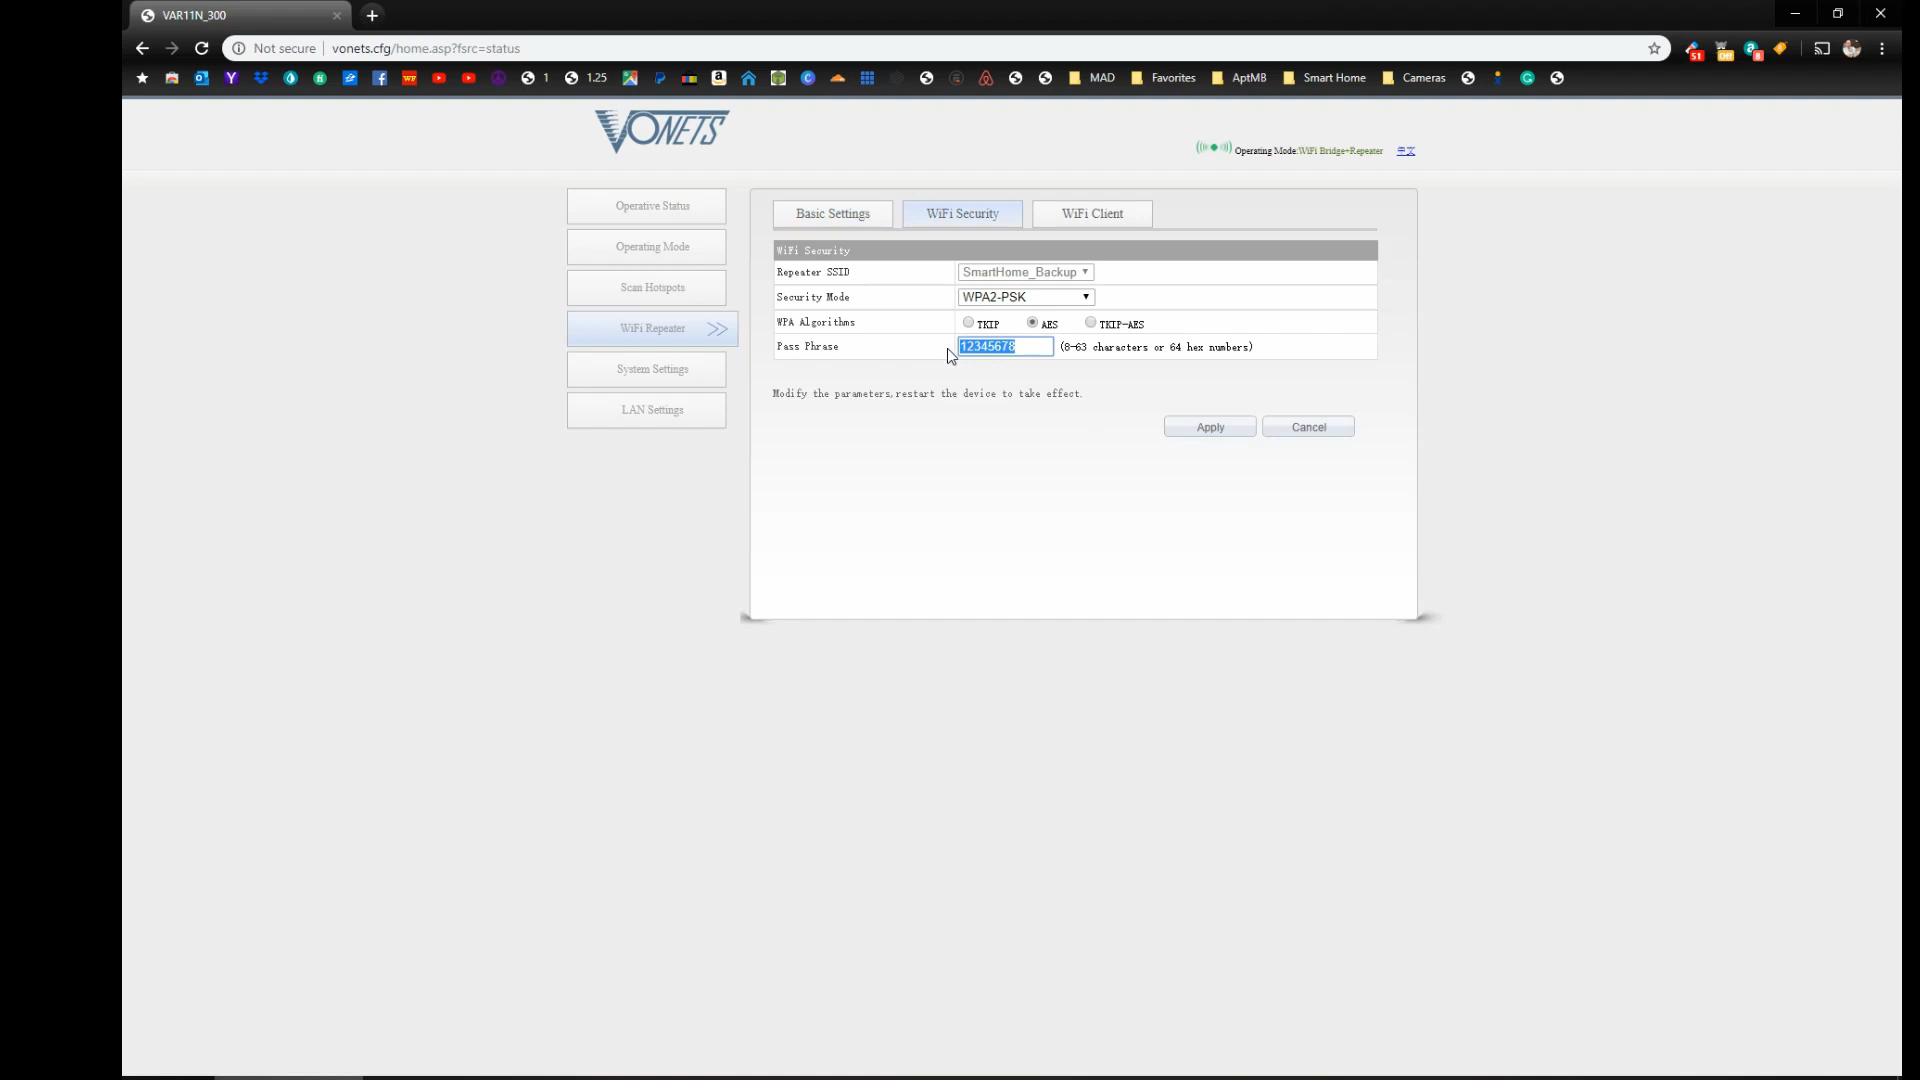 VAR11N_300
Not secure | vonets.cfg/home.asp?fsrc=status
51
Off
8
1
1.25
MAD
Favorites
AptMB
Smart Home
Cameras
VONETS
Operating Mode:WiFi Bridge+Repeater 中文
Operative Status
Operating Mode
Scan Hotspots
WiFi Repeater
System Settings
LAN Settings
Basic Settings
WiFi Security
WiFi Client
WiFi Security
Repeater SSID SmartHome_Backup
Security Mode WPA2-PSK
WPA Algorithms TKIP AES TKIP-AES
Pass Phrase 12345678 (8-63 characters or 64 hex numbers)
Modify the parameters,restart the device to take effect.
Apply Cancel